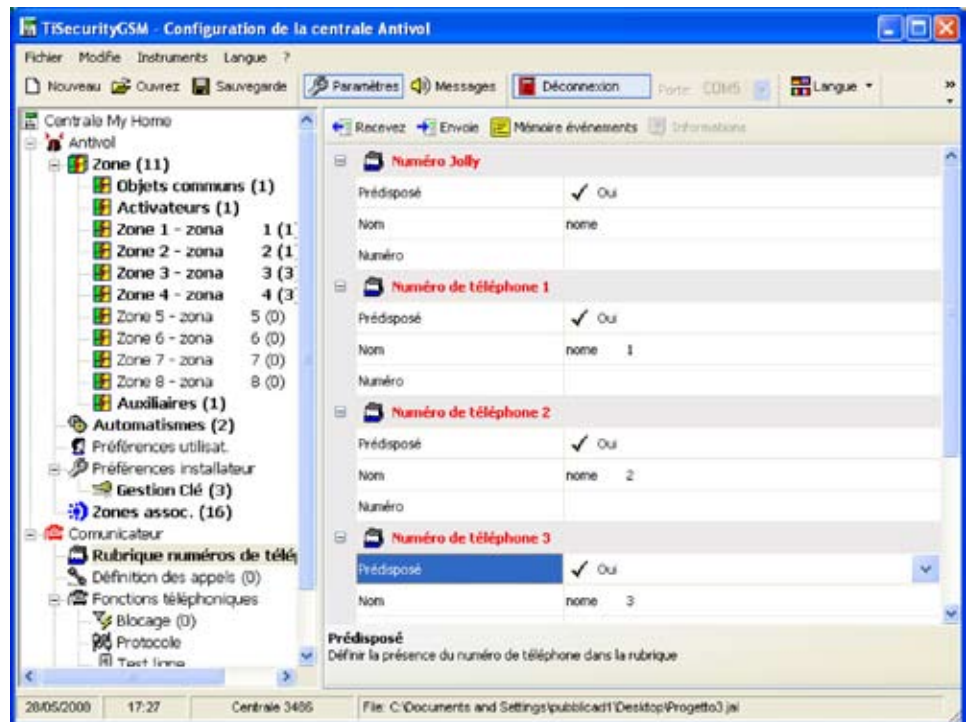 TiSecurityGSM - Configuration de la centrale Antivol
Fichier Modifie Instruments Langue ?
Nouveau Ouvrez Sauvegarde Paramètres Messages Déconnexion Porte: COM5 Langue
Centrale My Home
Antivol
Zone (11)
Objets communs (1)
Activateurs (1)
Zone 1 - zona 1 (1
Zone 2 - zona 2 (1
Zone 3 - zona 3 (3
Zone 4 - zona 4 (3
Zone 5 - zona 5 (0)
Zone 6 - zona 6 (0)
Zone 7 - zona 7 (0)
Zone 8 - zona 8 (0)
Auxiliaires (1)
Automatismes (2)
Préférences utilisat.
Préférences installateur
Gestion Clé (3)
Zones assoc. (16)
Comunicateur
Rubrique numéros de télép
Définition des appels (0)
Fonctions téléphoniques
Blocage (0)
Protocole
Test ligne
Recevez Envoie Mémoire événements Informations
Numéro Jolly
Prédisposé Oui
Nom nome
Numéro
Numéro de téléphone 1
Prédisposé Oui
Nom nome 1
Numéro
Numéro de téléphone 2
Prédisposé Oui
Nom nome 2
Numéro
Numéro de téléphone 3
Prédisposé Oui
Nom nome 3
Prédisposé
Définir la présence du numéro de téléphone dans la rubrique
28/05/2008 17:27 Centrale 3486 File: C:\Documents and Settings\pubblicad1\Desktop\Progetto3.jai